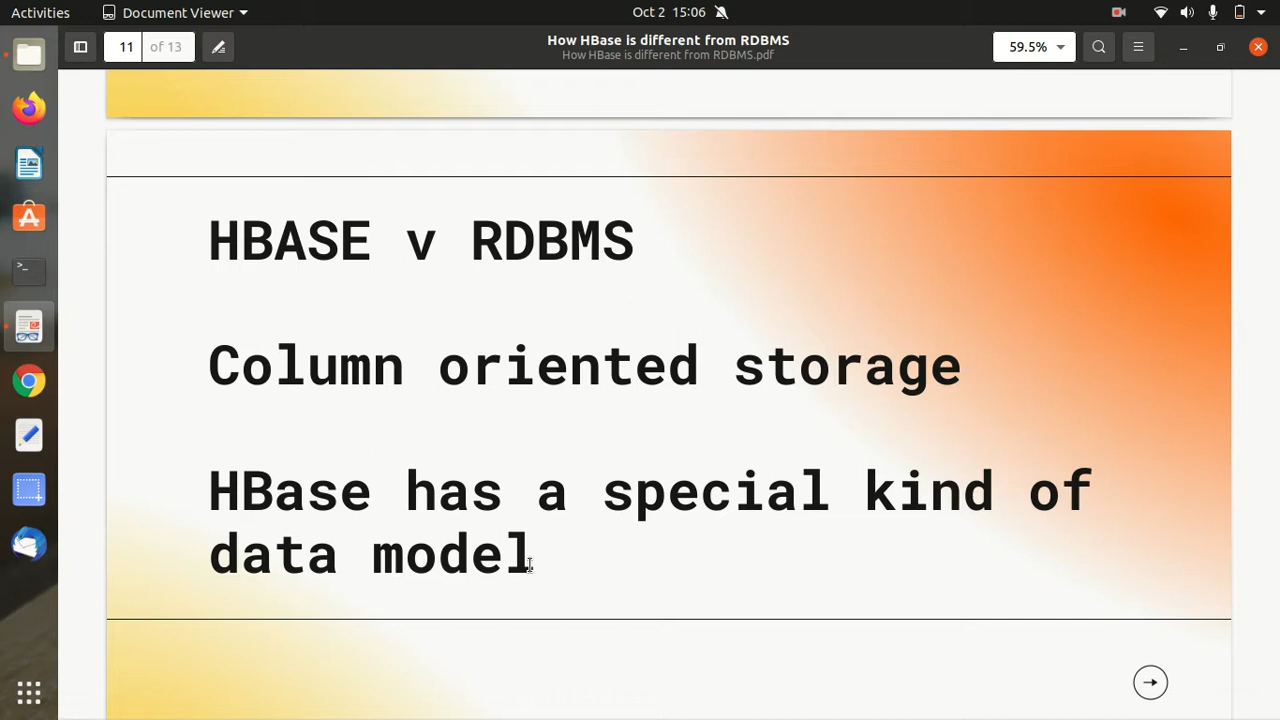 Activities
Document Viewer
Oct 2 15:06
11
of 13
How HBase is different from RDBMS
How HBase is different from RDBMS.pdf
59.5%
HBASE v RDBMS
Column oriented storage
HBase has a special kind of
data model